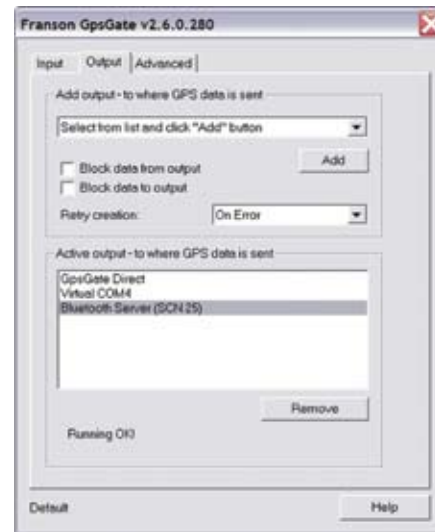 Franson GpsGate v2.6.0.280
Input Output Advanced
Add output - to where GPS data is sent
Select from list and click "Add" button
Add
Block data from output
Block data to output
Retry creation: On Error
Active output - to where GPS data is sent
GpsGate Direct
Virtual COM4
Bluetooth Server (SCN 25)
Remove
Running OK!
Default
Help